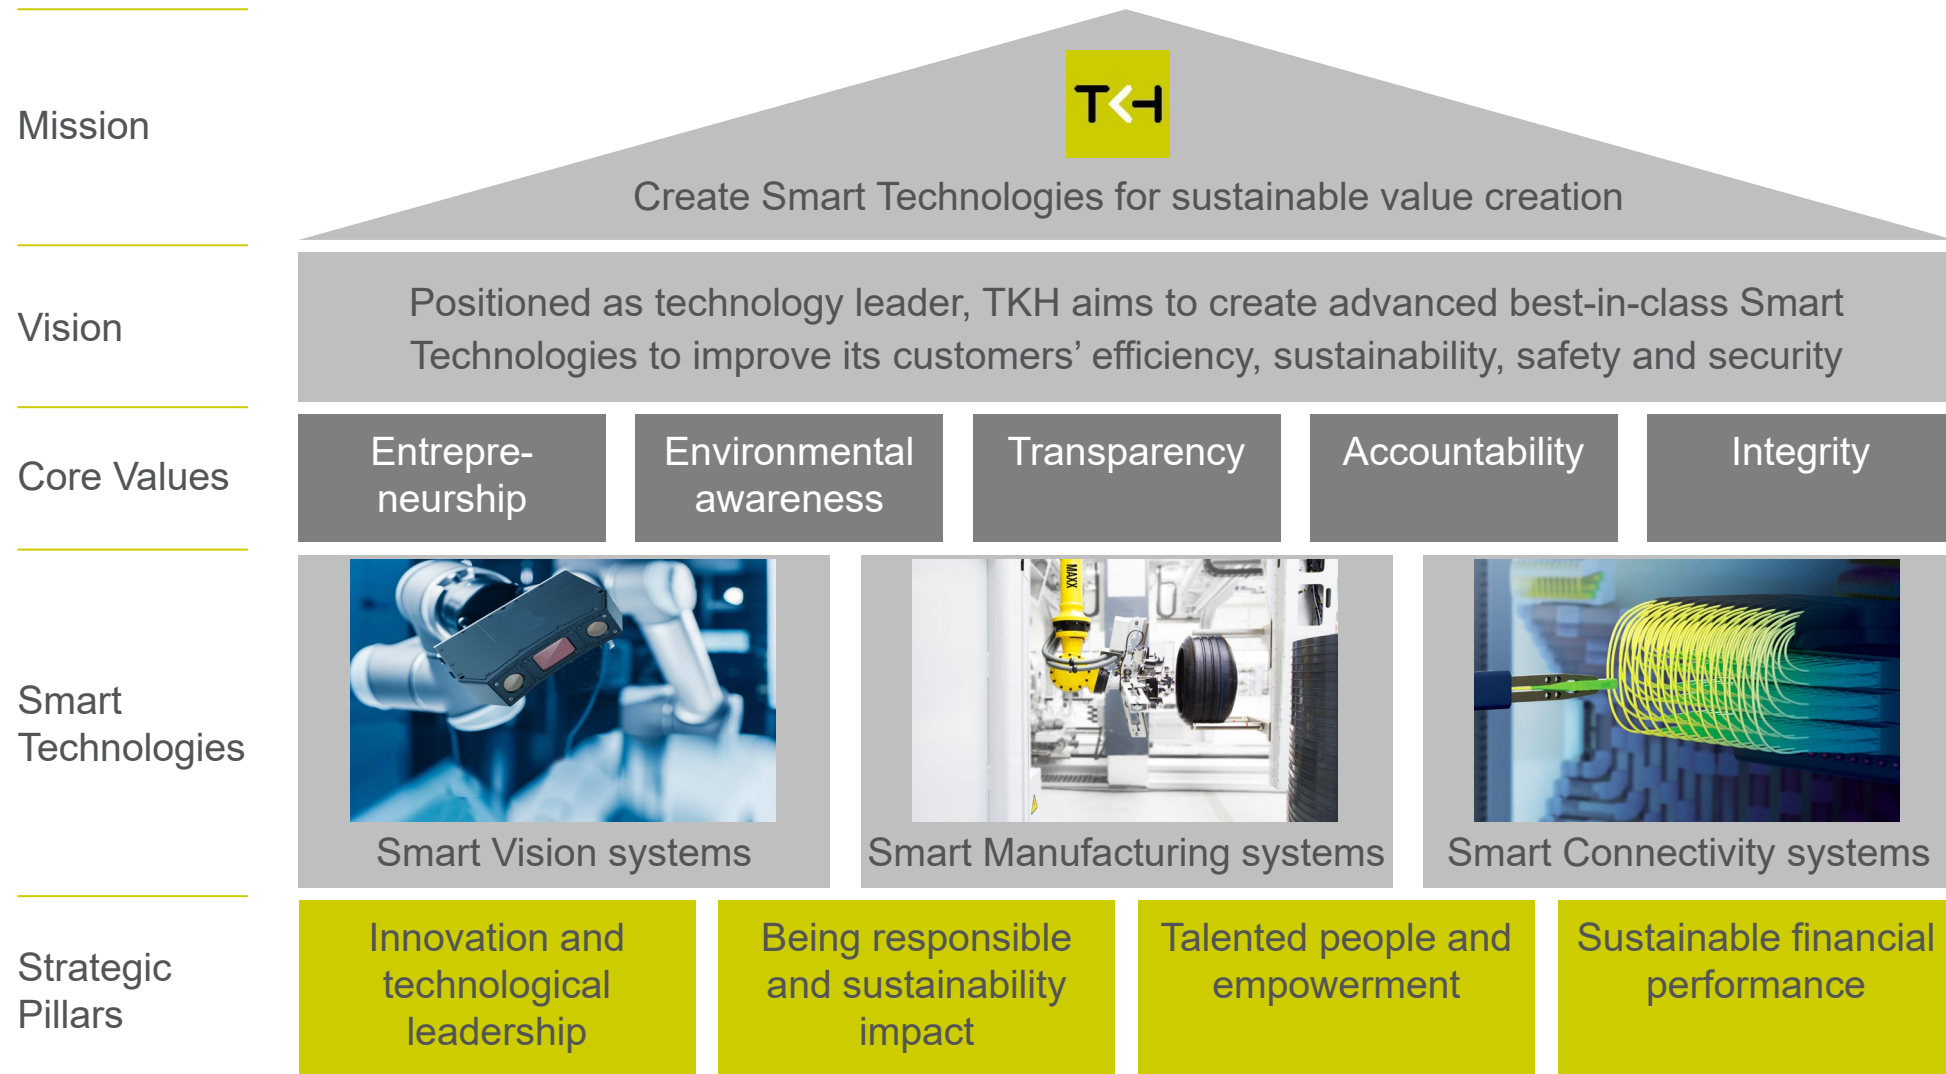 Mission
TKH
Create Smart Technologies for sustainable value creation
Vision
Positioned as technology leader, TKH aims to create advanced best-in-class Smart
Technologies to improve its customers’ efficiency, sustainability, safety and security
Core Values
Entrepre-
neurship
Environmental
awareness
Transparency
Accountability
Integrity
Smart
Technologies
MAXX
Smart Vision systems
Smart Manufacturing systems
Smart Connectivity systems
Strategic
Pillars
Innovation and
technological
leadership
Being responsible
and sustainability
impact
Talented people and
empowerment
Sustainable financial
performance